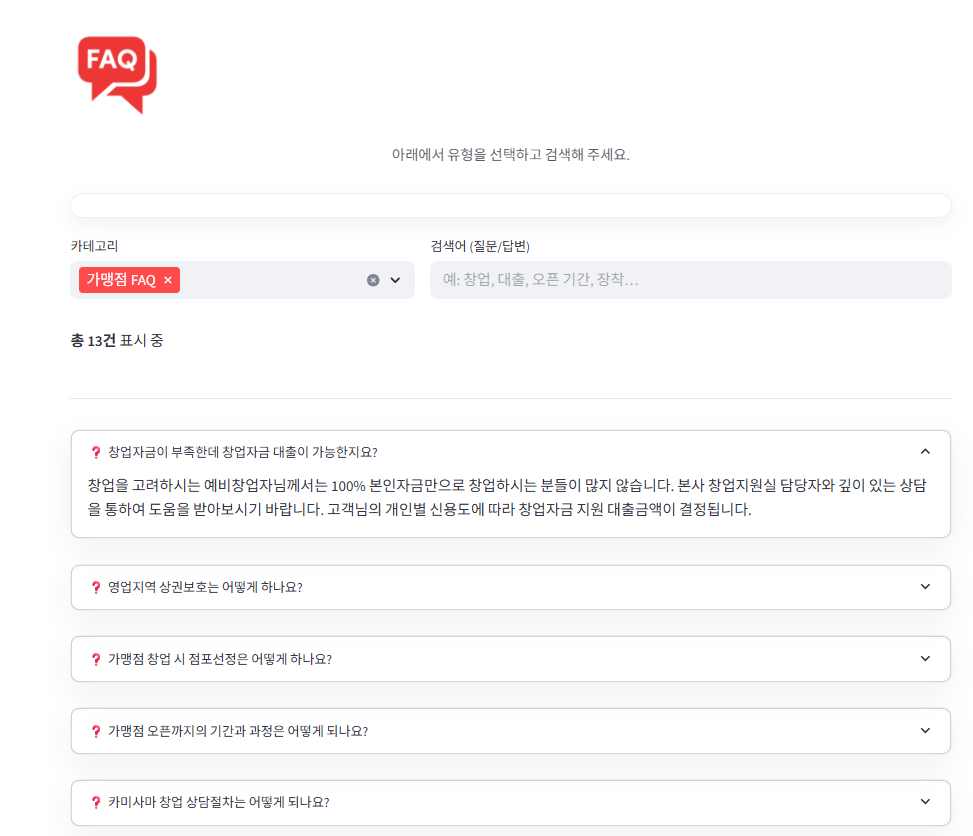 FAQ
아래에서 유형을 선택하고 검색해 주세요.
카테고리
검색어 (질문/답변)
가맹점 FAQ ×
예: 창업, 대출, 오픈 기간, 장착…
총 13건 표시 중
❓ 창업자금이 부족한데 창업자금 대출이 가능한지요?
창업을 고려하시는 예비창업자님께서는 100% 본인자금만으로 창업하시는 분들이 많지 않습니다. 본사 창업지원실 담당자와 깊이 있는 상담
을 통하여 도움을 받아보시기 바랍니다. 고객님의 개인별 신용도에 따라 창업자금 지원 대출금액이 결정됩니다.
❓ 영업지역 상권보호는 어떻게 하나요?
❓ 가맹점 창업 시 점포선정은 어떻게 하나요?
❓ 가맹점 오픈까지의 기간과 과정은 어떻게 되나요?
❓ 카미사마 창업 상담절차는 어떻게 되나요?